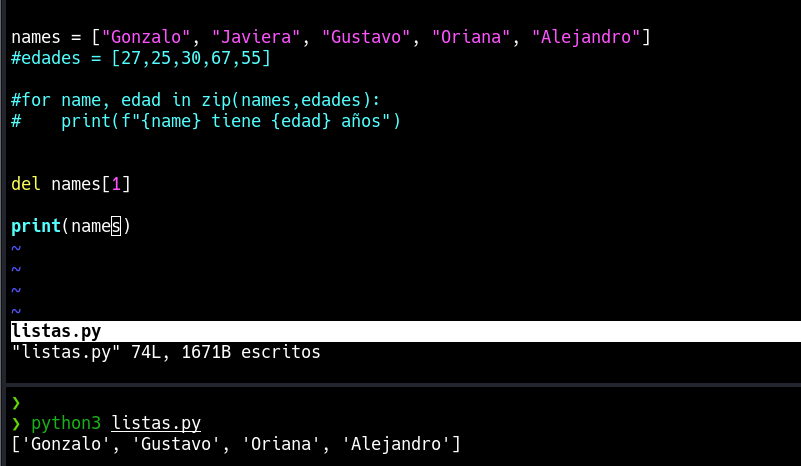 names = ["Gonzalo", "Javiera", "Gustavo", "Oriana", "Alejandro"]
#edades = [27,25,30,67,55]
#for name, edad in zip(names,edades):
#    print(f"{name} tiene {edad} años")
del names[1]
print(names)
~
~
~
~
listas.py
"listas.py" 74L, 1671B escritos
❯
❯ python3 listas.py
['Gonzalo', 'Gustavo', 'Oriana', 'Alejandro']